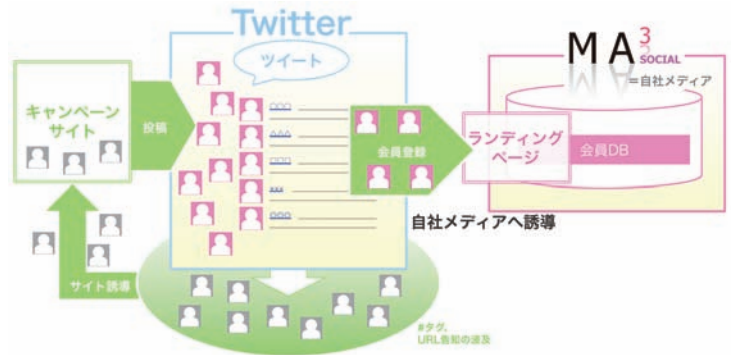 Twitter
ツイート
キャンペーン
サイト
投稿
○○○
△△△
□□□
×××
○○○
会員登録
MA3
SOCIAL
=自社メディア
ランディング
ページ
会員DB
自社メディアへ誘導
サイト誘導
#タグ,
URL告知の波及